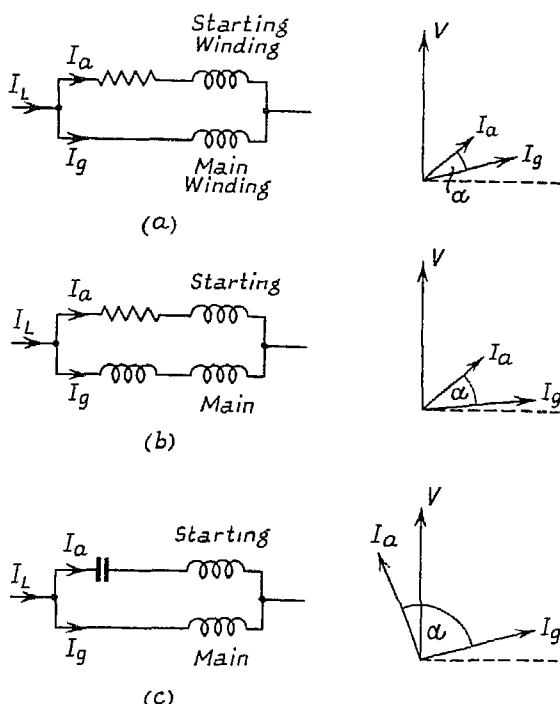 Starting
Winding
I_a
I_L
I_g
Main
Winding
(a)
V
I_a
I_g
α
Starting
I_a
I_L
I_g
Main
(b)
V
I_a
α
I_g
Starting
I_a
I_L
I_g
Main
(c)
V
I_a
α
I_g